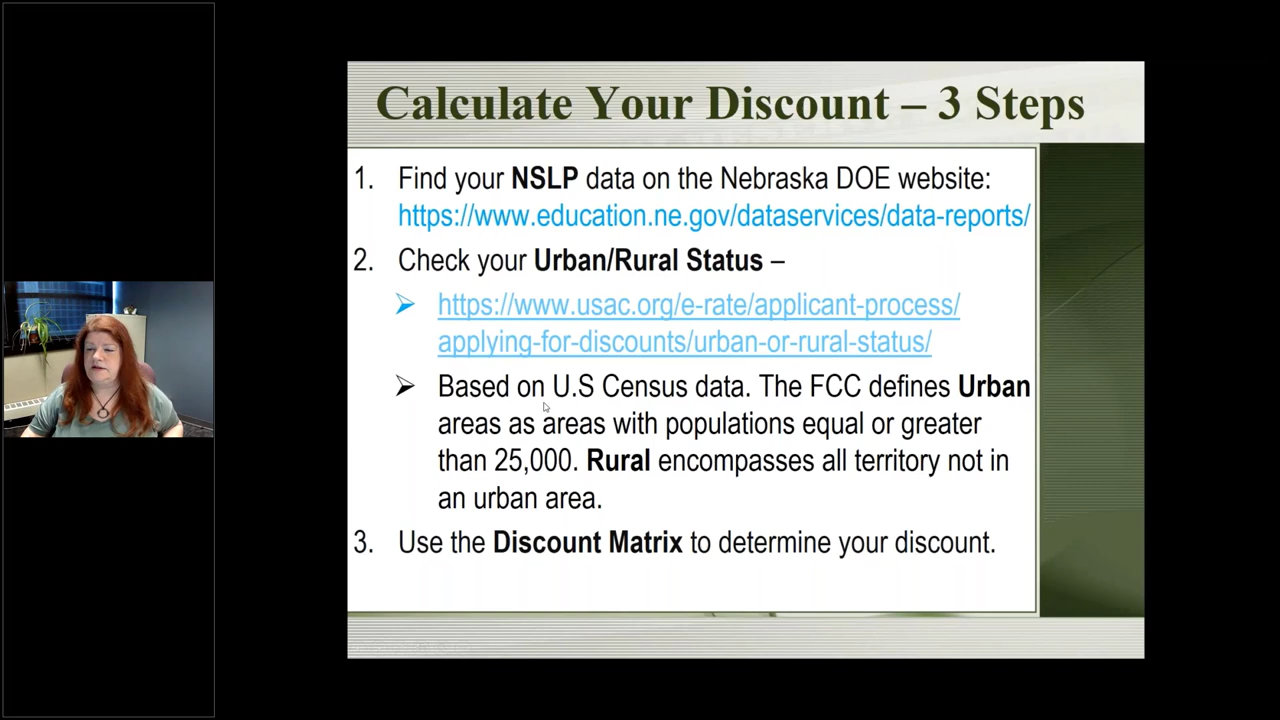 Calculate Your Discount – 3 Steps
1. Find your NSLP data on the Nebraska DOE website:
https://www.education.ne.gov/dataservices/data-reports/
2. Check your Urban/Rural Status –
https://www.usac.org/e-rate/applicant-process/
applying-for-discounts/urban-or-rural-status/
Based on U.S Census data. The FCC defines Urban
areas as areas with populations equal or greater
than 25,000. Rural encompasses all territory not in
an urban area.
3. Use the Discount Matrix to determine your discount.